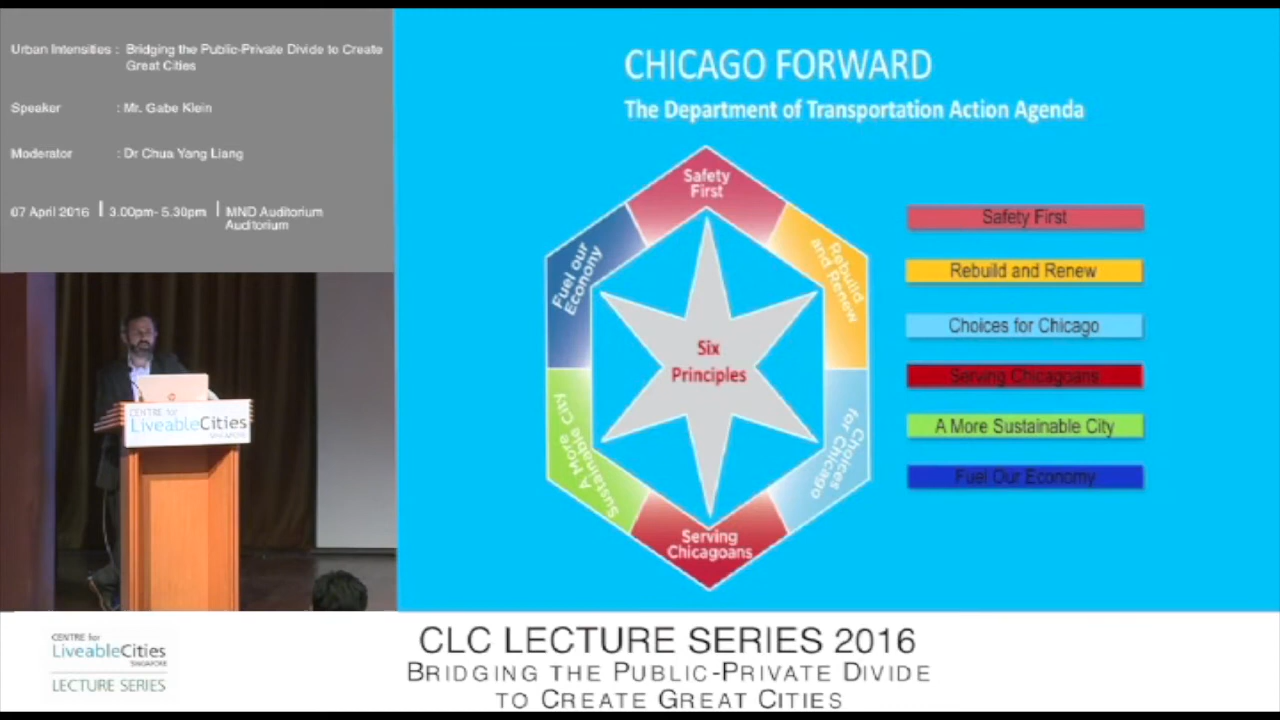 Urban Intensities : Bridging the Public-Private Divide to Create
Great Cities
Speaker : Mr. Gabe Klein
Moderator : Dr Chua Yang Liang
07 April 2016 | 3.00pm- 5.30pm | MND Auditorium
Auditorium
CENTRE for
LiveableCities
SINGAPORE
CHICAGO FORWARD
The Department of Transportation Action Agenda
Safety
First
Rebuild
and Renew
Choices
for Chicago
Serving
Chicagoans
A More
Sustainable City
Fuel our
Economy
Six
Principles
Safety First
Rebuild and Renew
Choices for Chicago
Serving Chicagoans
A More Sustainable City
Fuel Our Economy
CENTRE for
LiveableCities
SINGAPORE
LECTURE SERIES
CLC LECTURE SERIES 2016
BRIDGING THE PUBLIC-PRIVATE DIVIDE
TO CREATE GREAT CITIES